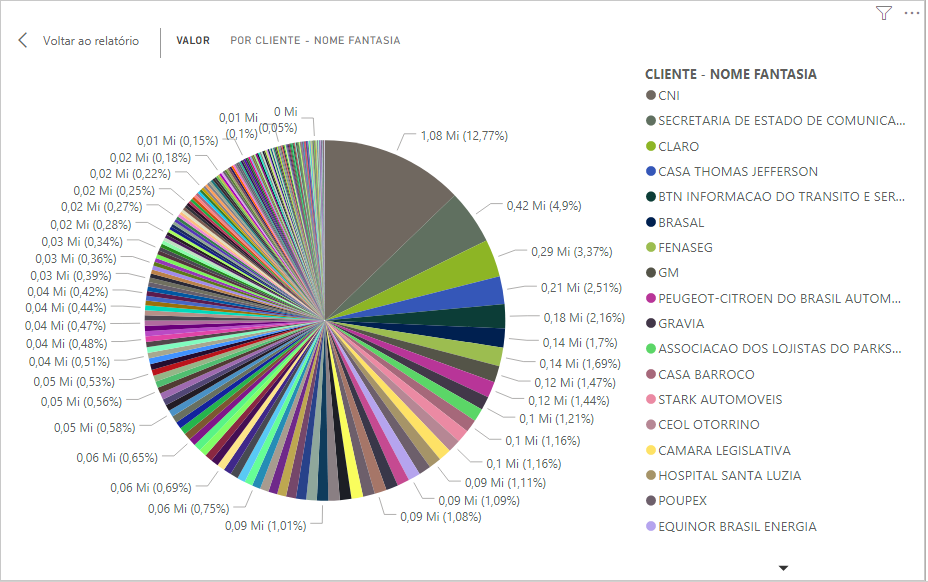 Voltar ao relatório
VALOR
POR CLIENTE - NOME FANTASIA
0 Mi
(0,05%)
0,01 Mi
(0,1%)
0,01 Mi (0,15%)
0,02 Mi (0,18%)
0,02 Mi (0,22%)
0,02 Mi (0,25%)
0,02 Mi (0,27%)
0,02 Mi (0,28%)
0,03 Mi (0,34%)
0,03 Mi (0,36%)
0,03 Mi (0,39%)
0,04 Mi (0,42%)
0,04 Mi (0,44%)
0,04 Mi (0,47%)
0,04 Mi (0,48%)
0,04 Mi (0,51%)
0,05 Mi (0,53%)
0,05 Mi (0,56%)
0,05 Mi (0,58%)
0,06 Mi (0,65%)
0,06 Mi (0,69%)
0,06 Mi (0,75%)
0,09 Mi (1,01%)
1,08 Mi (12,77%)
0,42 Mi (4,9%)
0,29 Mi (3,37%)
0,21 Mi (2,51%)
0,18 Mi (2,16%)
0,14 Mi (1,7%)
0,14 Mi (1,69%)
0,12 Mi (1,47%)
0,12 Mi (1,44%)
0,1 Mi (1,21%)
0,1 Mi (1,16%)
0,1 Mi (1,16%)
0,09 Mi (1,11%)
0,09 Mi (1,09%)
0,09 Mi (1,08%)
CLIENTE - NOME FANTASIA
CNI
SECRETARIA DE ESTADO DE COMUNICA...
CLARO
CASA THOMAS JEFFERSON
BTN INFORMACAO DO TRANSITO E SER...
BRASAL
FENASEG
GM
PEUGEOT-CITROEN DO BRASIL AUTOM...
GRAVIA
ASSOCIACAO DOS LOJISTAS DO PARKS...
CASA BARROCO
STARK AUTOMOVEIS
CEOL OTORRINO
CAMARA LEGISLATIVA
HOSPITAL SANTA LUZIA
POUPEX
EQUINOR BRASIL ENERGIA